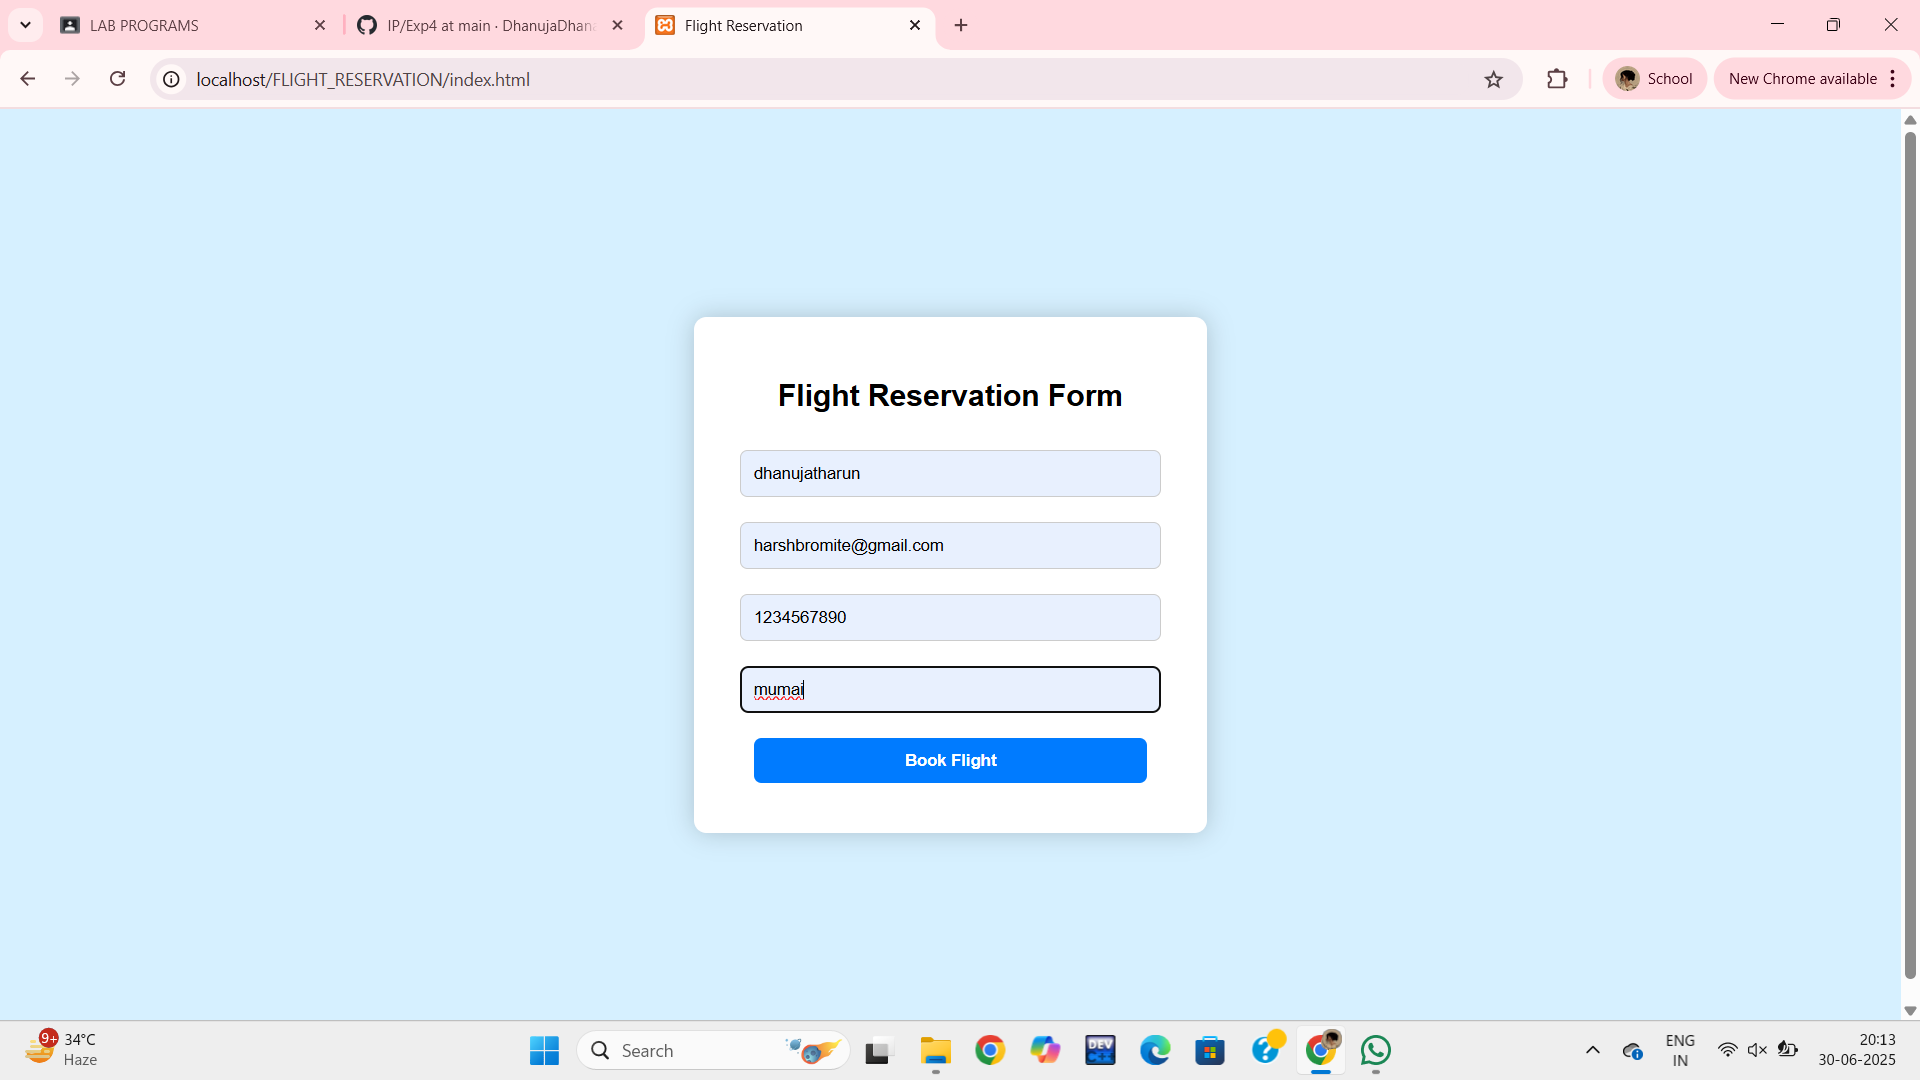 LAB PROGRAMS
IP/Exp4 at main · DhanujaDhana
Flight Reservation
localhost/FLIGHT_RESERVATION/index.html
School
New Chrome available
Flight Reservation Form
dhanujatharun
harshbromite@gmail.com
1234567890
mumai
Book Flight
9+
34°C
Haze
Search
DEV
ENG
IN
20:13
30-06-2025